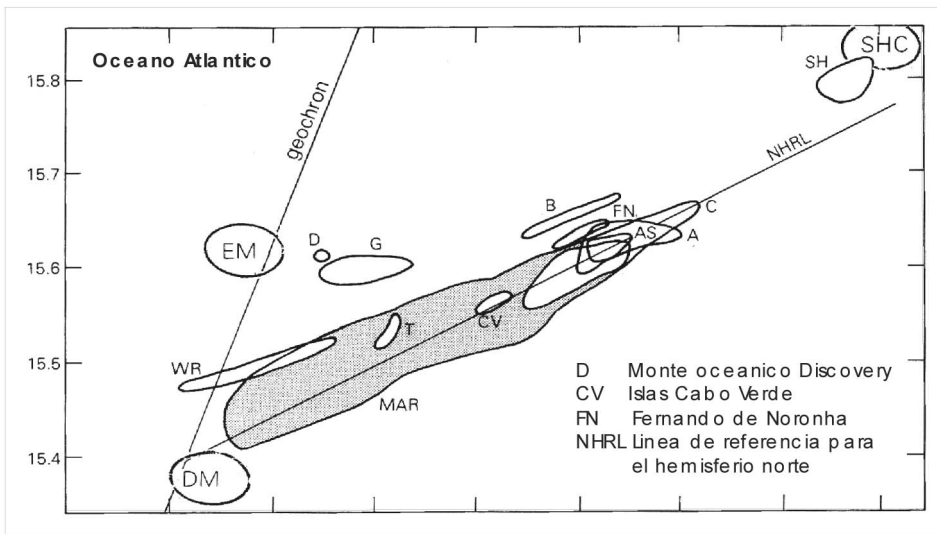 Oceano Atlantico
SHC
SH
15.8
geochron
NHRL
15.7
B
FN
C
AS
A
EM
D
G
15.6
CV
T
WR
15.5
MAR
D Monte oceanico Discovery
CV Islas Cabo Verde
FN Fernando de Noronha
NHRL Linea de referencia para
el hemisferio norte
15.4
DM